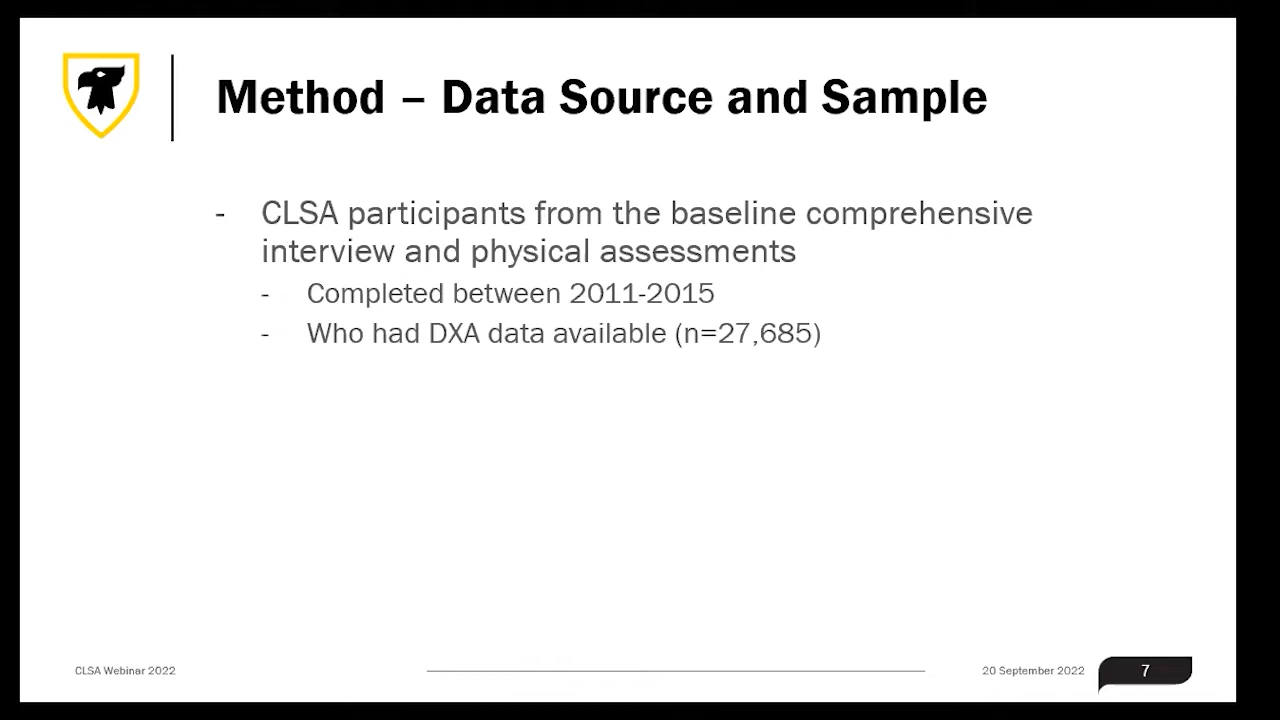 Method – Data Source and Sample
- CLSA participants from the baseline comprehensive
interview and physical assessments
- Completed between 2011-2015
- Who had DXA data available (n=27,685)
CLSA Webinar 2022
20 September 2022
7